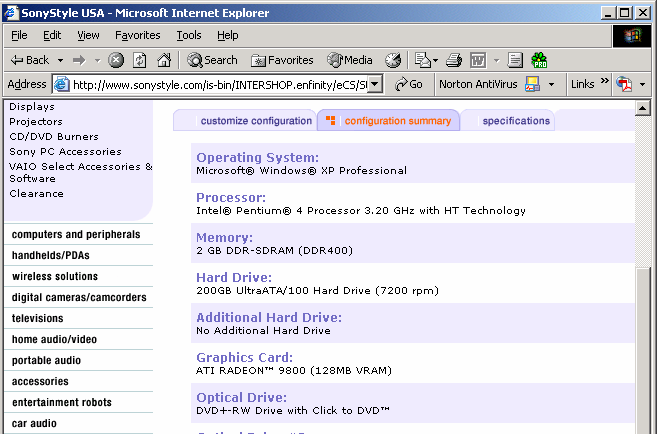 SonyStyle USA - Microsoft Internet Explorer
File Edit View Favorites Tools Help
Back Search Favorites Media PRO
Address http://www.sonystyle.com/is-bin/INTERSHOP.enfinity/eCS/St Go Norton AntiVirus Links »
Displays
Projectors
CD/DVD Burners
Sony PC Accessories
VAIO Select Accessories &
Software
Clearance
computers and peripherals
handhelds/PDAs
wireless solutions
digital cameras/camcorders
televisions
home audio/video
portable audio
accessories
entertainment robots
car audio
customize configuration configuration summary specifications
Operating System:
Microsoft® Windows® XP Professional
Processor:
Intel® Pentium® 4 Processor 3.20 GHz with HT Technology
Memory:
2 GB DDR-SDRAM (DDR400)
Hard Drive:
200GB UltraATA/100 Hard Drive (7200 rpm)
Additional Hard Drive:
No Additional Hard Drive
Graphics Card:
ATI RADEON™ 9800 (128MB VRAM)
Optical Drive:
DVD+-RW Drive with Click to DVD™